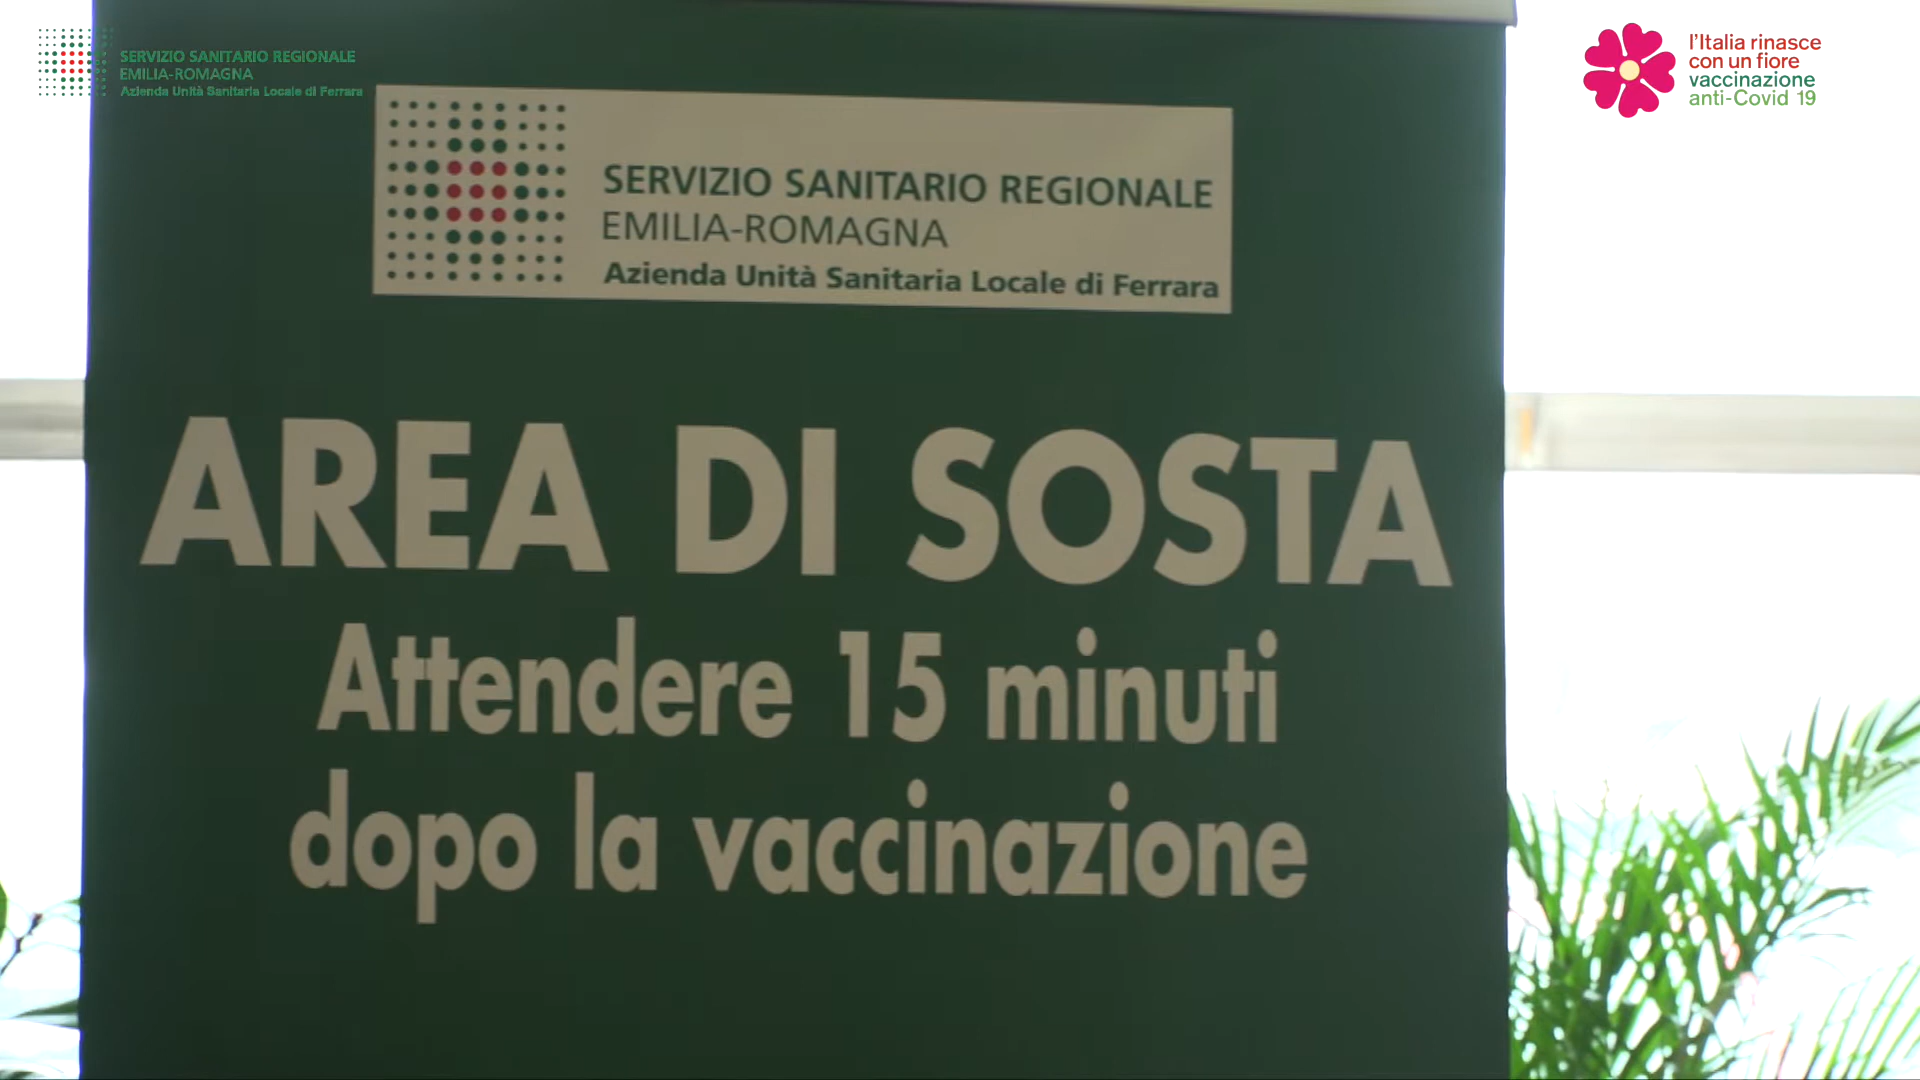 SERVIZIO SANITARIO REGIONALE
EMILIA-ROMAGNA
Azienda Unità Sanitaria Locale di Ferrara
l'Italia rinasce
con un fiore
vaccinazione
anti-Covid 19
SERVIZIO SANITARIO REGIONALE
EMILIA-ROMAGNA
Azienda Unità Sanitaria Locale di Ferrara
AREA DI SOSTA
Attendere 15 minuti
dopo la vaccinazione